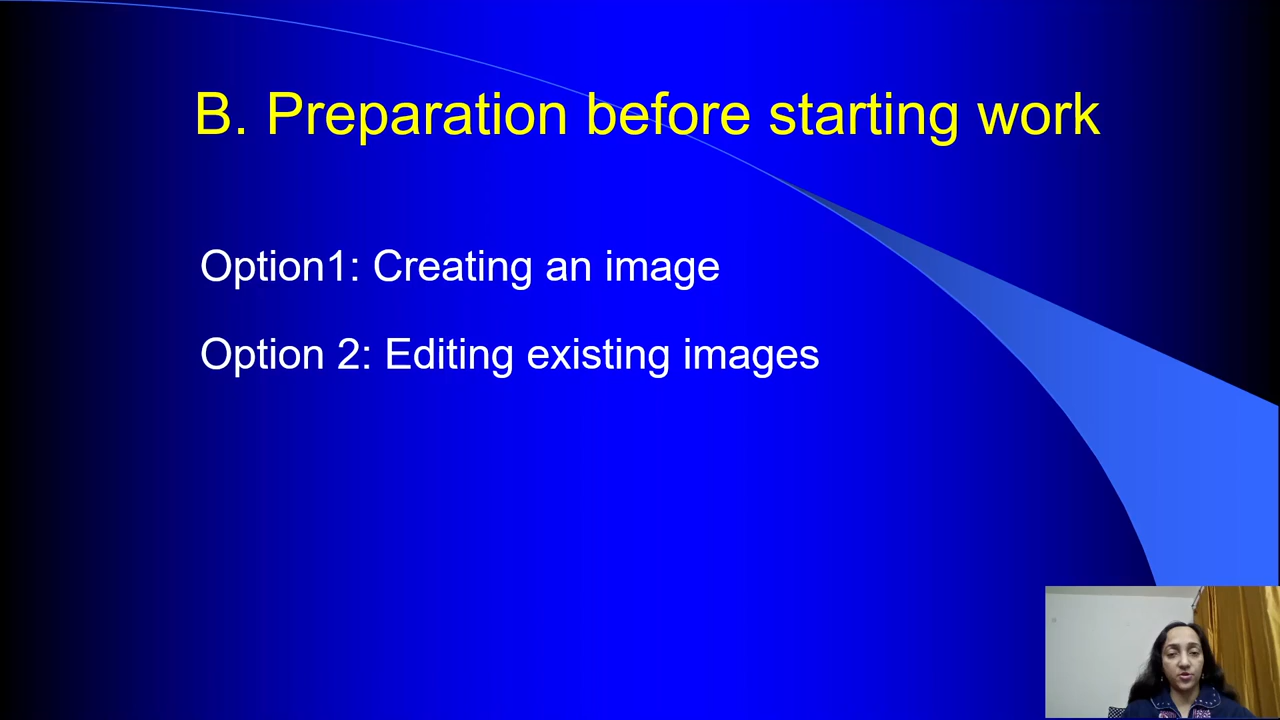 B. Preparation before starting work
Option1: Creating an image
Option 2: Editing existing images